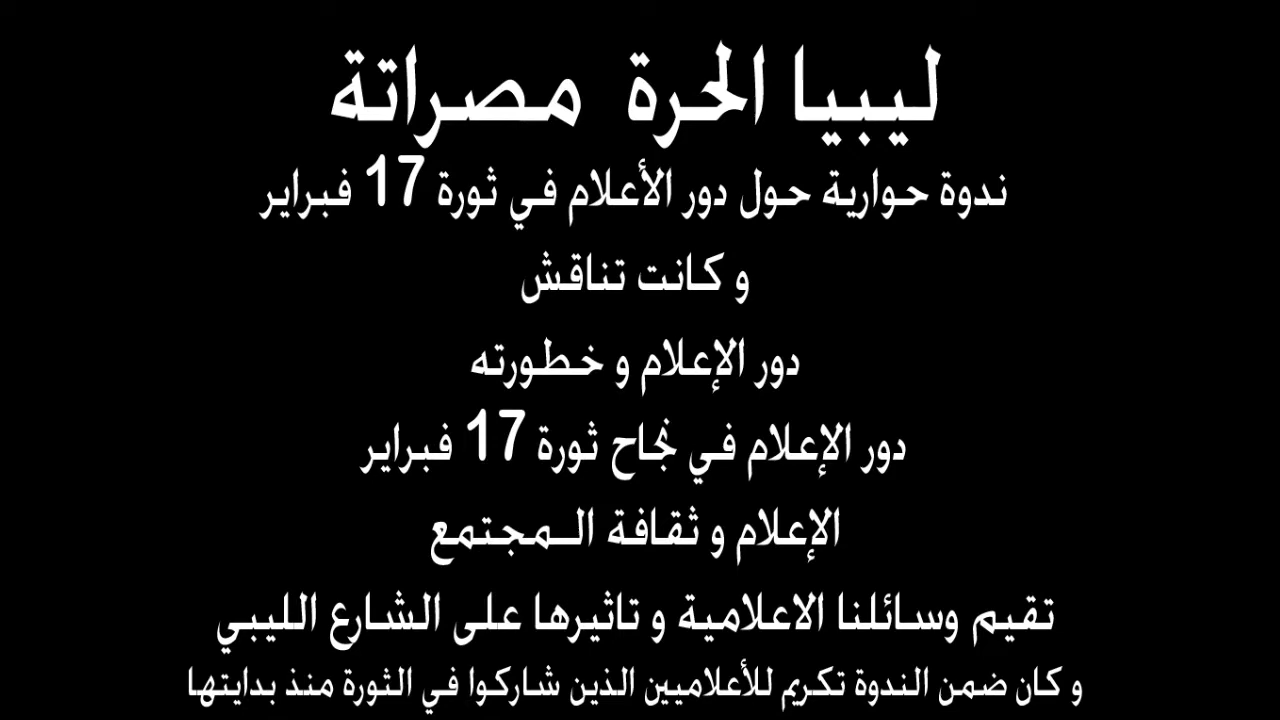 ليبيا الحرة مصراتة
ندوة حوارية حول دور الأعلام في ثورة 17 فبراير
و كانت تناقش
دور الإعلام و خطورته
دور الإعلام في نجاح ثورة 17 فبراير
الإعلام و ثقافة الـمجتمع
تقيم وسائلنا الاعلامية و تاثيرها على الشارع الليبي
و كان ضمن الندوة تكريم للأعلاميين الذين شاركوا في الثورة منذ بدايتها